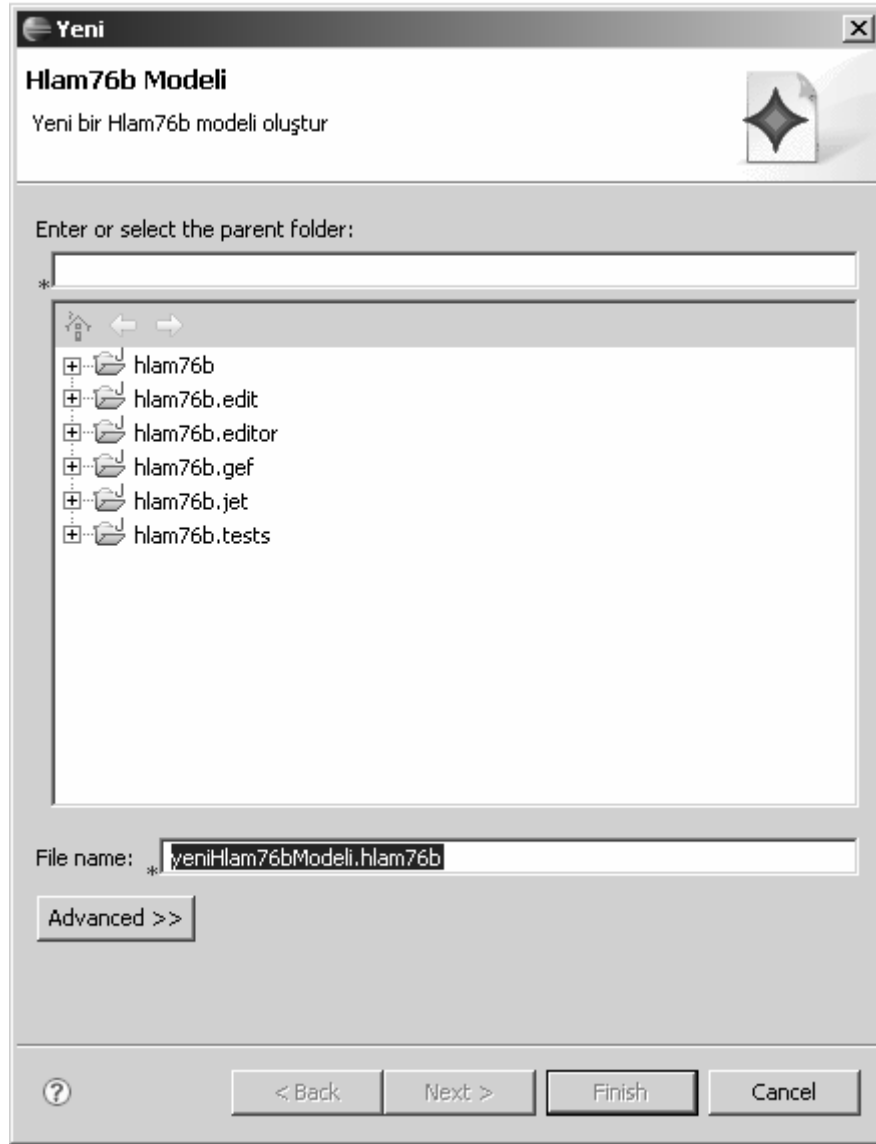 Yeni
Hlam76b Modeli
Yeni bir Hlam76b modeli oluştur
Enter or select the parent folder:
*
hlam76b
hlam76b.edit
hlam76b.editor
hlam76b.gef
hlam76b.jet
hlam76b.tests
File name: * yeniHlam76bModeli.hlam76b
Advanced >>
? < Back Next > Finish Cancel